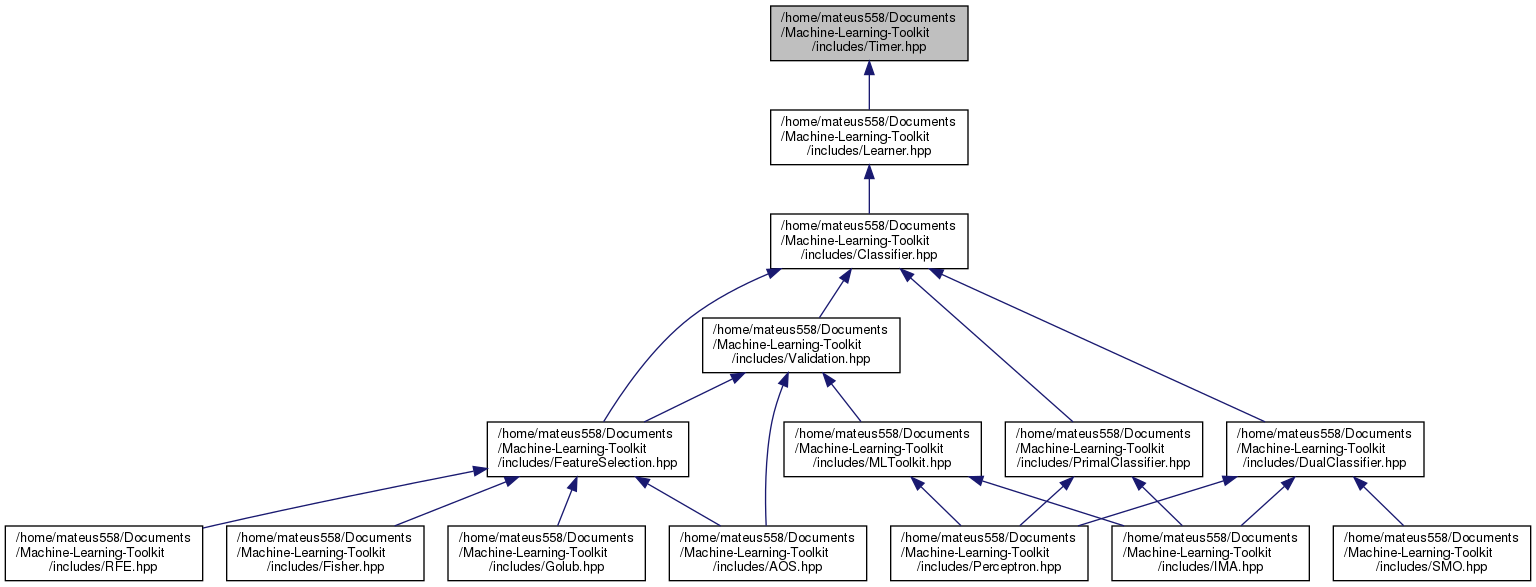 /home/mateus558/Documents
/Machine-Learning-Toolkit
/includes/Timer.hpp
/home/mateus558/Documents
/Machine-Learning-Toolkit
/includes/Learner.hpp
/home/mateus558/Documents
/Machine-Learning-Toolkit
/includes/Classifier.hpp
/home/mateus558/Documents
/Machine-Learning-Toolkit
/includes/Validation.hpp
/home/mateus558/Documents
/Machine-Learning-Toolkit
/includes/FeatureSelection.hpp
/home/mateus558/Documents
/Machine-Learning-Toolkit
/includes/MLToolkit.hpp
/home/mateus558/Documents
/Machine-Learning-Toolkit
/includes/PrimalClassifier.hpp
/home/mateus558/Documents
/Machine-Learning-Toolkit
/includes/DualClassifier.hpp
/home/mateus558/Documents
/Machine-Learning-Toolkit
/includes/RFE.hpp
/home/mateus558/Documents
/Machine-Learning-Toolkit
/includes/Fisher.hpp
/home/mateus558/Documents
/Machine-Learning-Toolkit
/includes/Golub.hpp
/home/mateus558/Documents
/Machine-Learning-Toolkit
/includes/AOS.hpp
/home/mateus558/Documents
/Machine-Learning-Toolkit
/includes/Perceptron.hpp
/home/mateus558/Documents
/Machine-Learning-Toolkit
/includes/IMA.hpp
/home/mateus558/Documents
/Machine-Learning-Toolkit
/includes/SMO.hpp